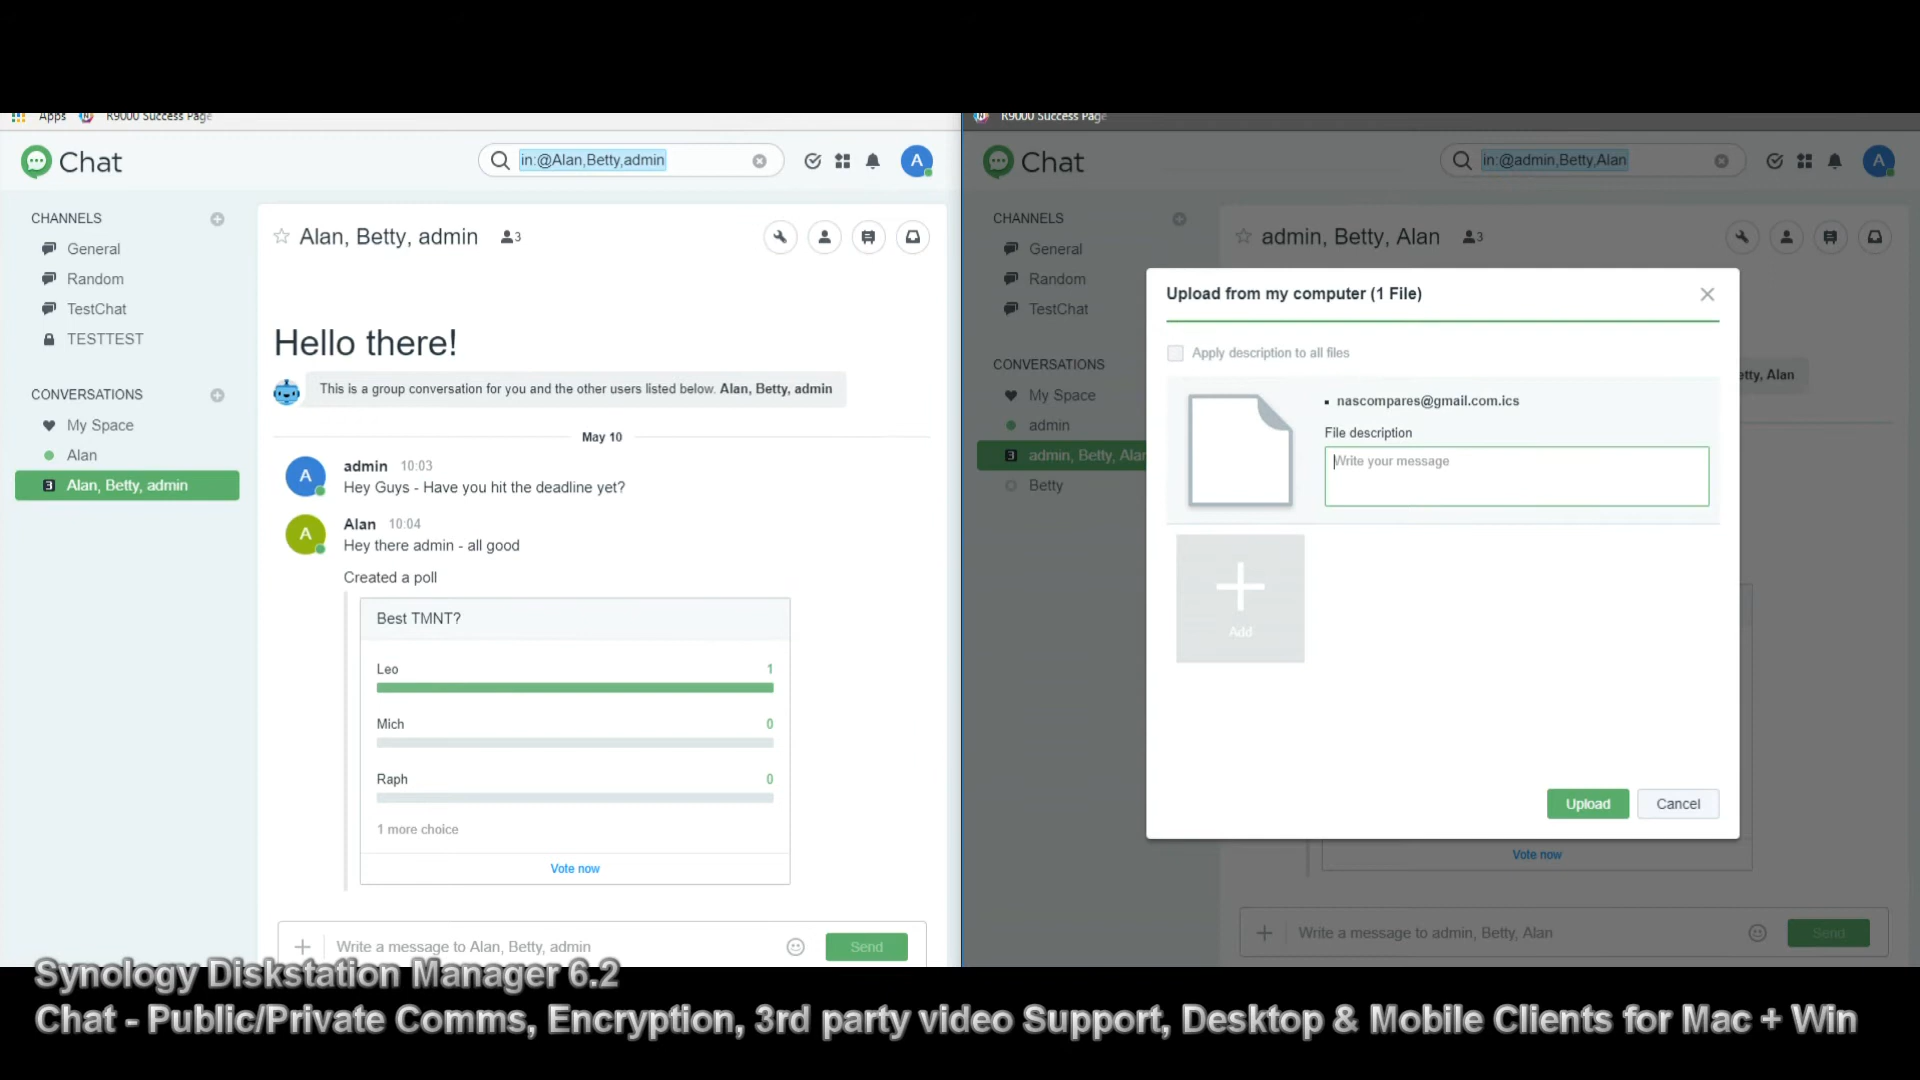 Apps R9000 Success Page
Chat
in:@Alan,Betty,admin
A
CHANNELS
General
Random
TestChat
TESTTEST
CONVERSATIONS
My Space
Alan
3 Alan, Betty, admin
Alan, Betty, admin 3
Hello there!
This is a group conversation for you and the other users listed below. Alan, Betty, admin
May 10
A
admin 10:03
Hey Guys - Have you hit the deadline yet?
A
Alan 10:04
Hey there admin - all good
Created a poll
Best TMNT?
Leo 1
Mich 0
Raph 0
1 more choice
Vote now
Write a message to Alan, Betty, admin
Send
R9000 Success Page
Chat
in:@admin,Betty,Alan
A
CHANNELS
General
Random
TestChat
CONVERSATIONS
My Space
admin
3 admin, Betty, Alan
Betty
admin, Betty, Alan 3
etty, Alan
Upload from my computer (1 File)
Apply description to all files
nascompares@gmail.com.ics
File description
Write your message
Add
Upload Cancel
Vote now
Write a message to admin, Betty, Alan
Send
Synology Diskstation Manager 6.2
Chat - Public/Private Comms, Encryption, 3rd party video Support, Desktop & Mobile Clients for Mac + Win